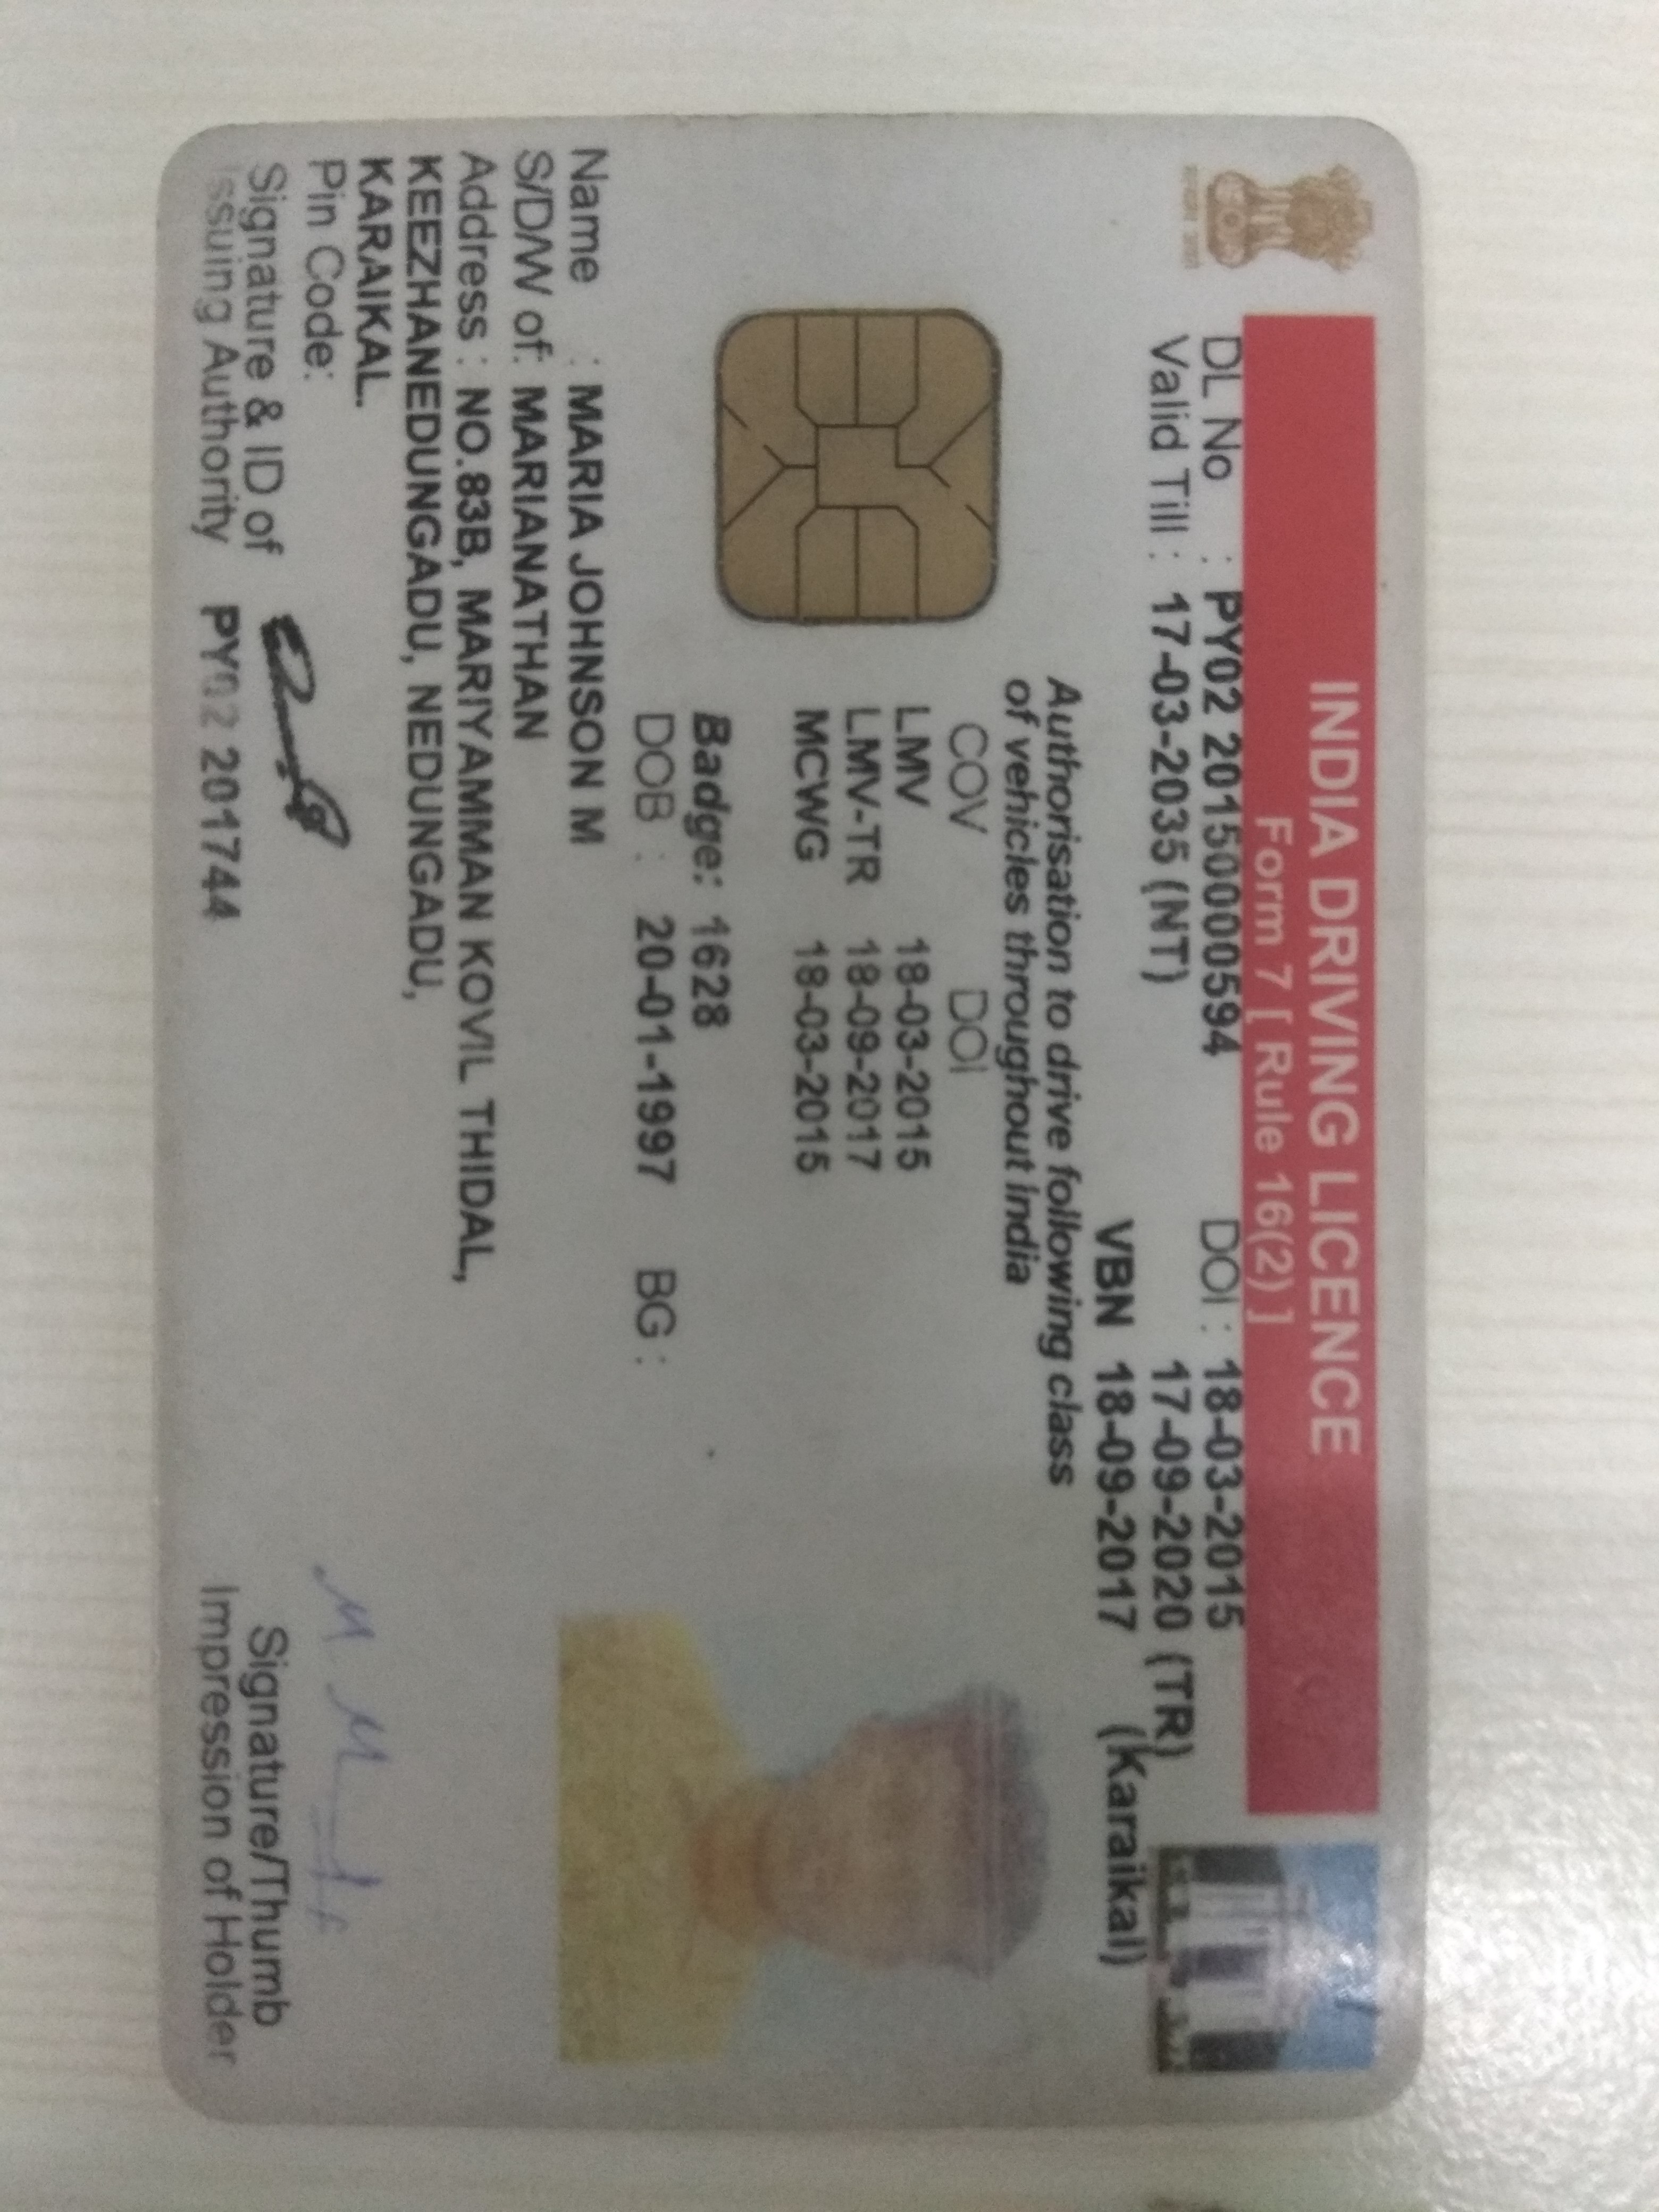 INDIA DRIVING LICENCE
Form 7 [ Rule 16(2) ]
DL No : PY02 20150000594 DOI : 18-03-2015
Valid Till : 17-03-2035 (NT) 17-09-2020 (TR)
VBN 18-09-2017 (Karaikal)
Authorisation to drive following class
of vehicles throughout India
COV DOI
LMV 18-03-2015
LMV-TR 18-09-2017
MCWG 18-03-2015
Badge: 1628
DOB : 20-01-1997 BG :
Name : MARIA JOHNSON M
S/D/W of: MARIANATHAN
Address : NO.83B, MARIYAMMAN KOVIL THIDAL,
KEEZHANEDUNGADU, NEDUNGADU,
KARAIKAL.
Pin Code:
Signature & ID of
Issuing Authority PY02 201744
Signature/Thumb
Impression of Holder